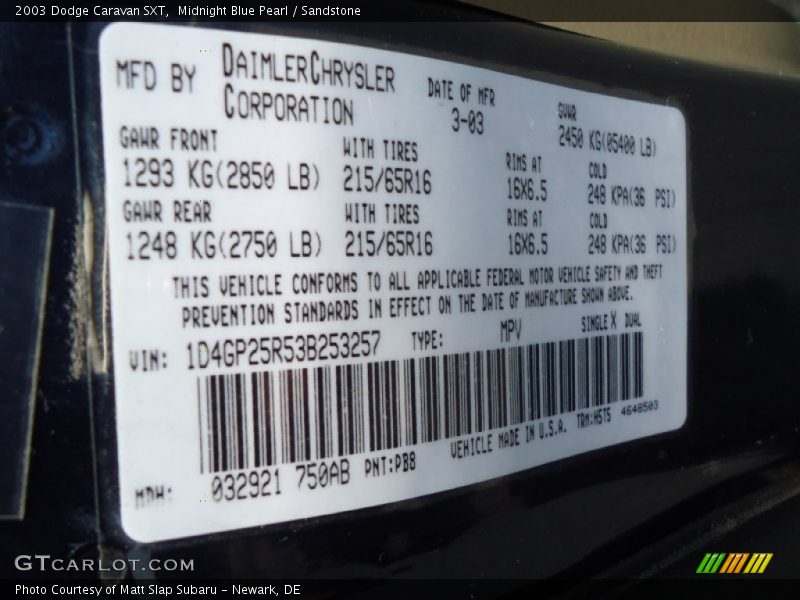 2003 Dodge Caravan SXT,  Midnight Blue Pearl / Sandstone
MFD BY DAIMLERCHRYSLER CORPORATION
DATE OF MFR 3-03
GVWR 2450 KG(05400 LB)
GAWR FRONT WITH TIRES RIMS AT COLD
1293 KG(2850 LB) 215/65R16 16X6.5 248 KPA(36 PSI)
GAWR REAR WITH TIRES RIMS AT COLD
1248 KG(2750 LB) 215/65R16 16X6.5 248 KPA(36 PSI)
THIS VEHICLE CONFORMS TO ALL APPLICABLE FEDERAL MOTOR VEHICLE SAFETY AND THEFT
PREVENTION STANDARDS IN EFFECT ON THE DATE OF MANUFACTURE SHOWN ABOVE.
VIN: 1D4GP25R53B253257 TYPE: MPV SINGLE X DUAL
MDH: 032921 750AB PNT:PB8 VEHICLE MADE IN U.S.A. TRM:H5T5 4648503
GTCARLOT.COM
Photo Courtesy of Matt Slap Subaru – Newark, DE